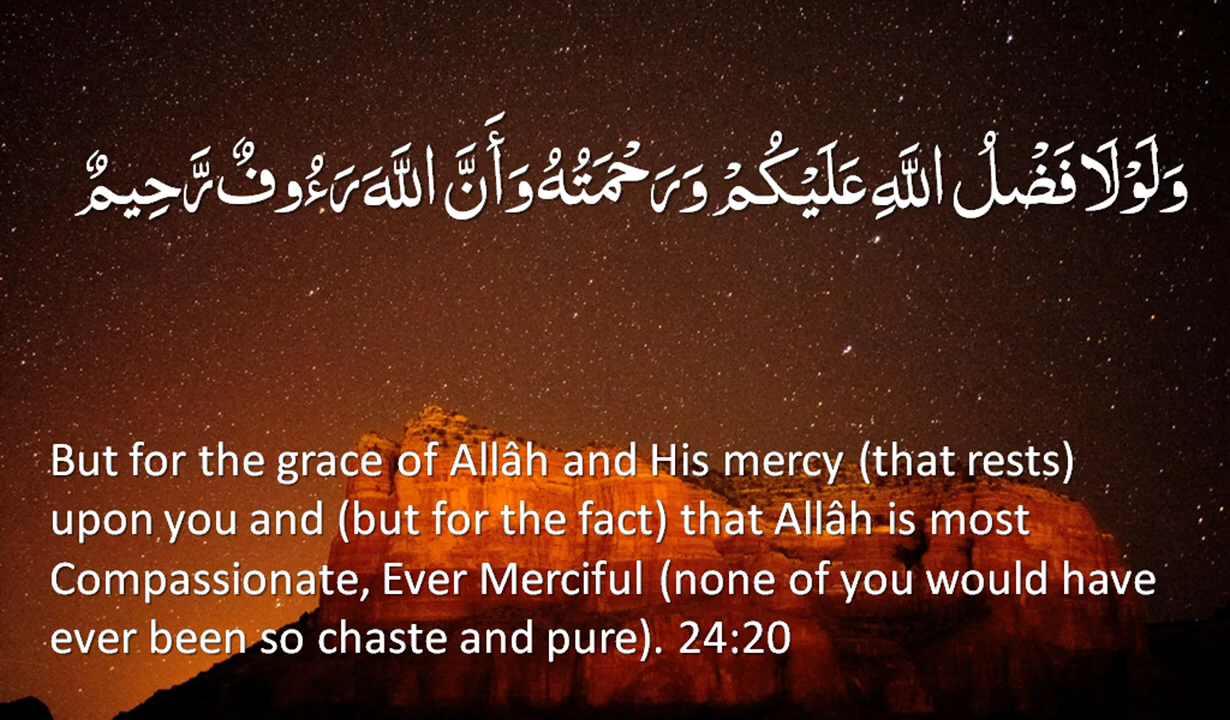 وَلَوْلَا فَضْلُ اللَّهِ عَلَيْكُمْ وَرَحْمَتُهُ وَأَنَّ اللَّهَ رَءُوفٌ رَّحِيمٌ
But for the grace of Allâh and His mercy (that rests)
upon you and (but for the fact) that Allâh is most
Compassionate, Ever Merciful (none of you would have
ever been so chaste and pure). 24:20